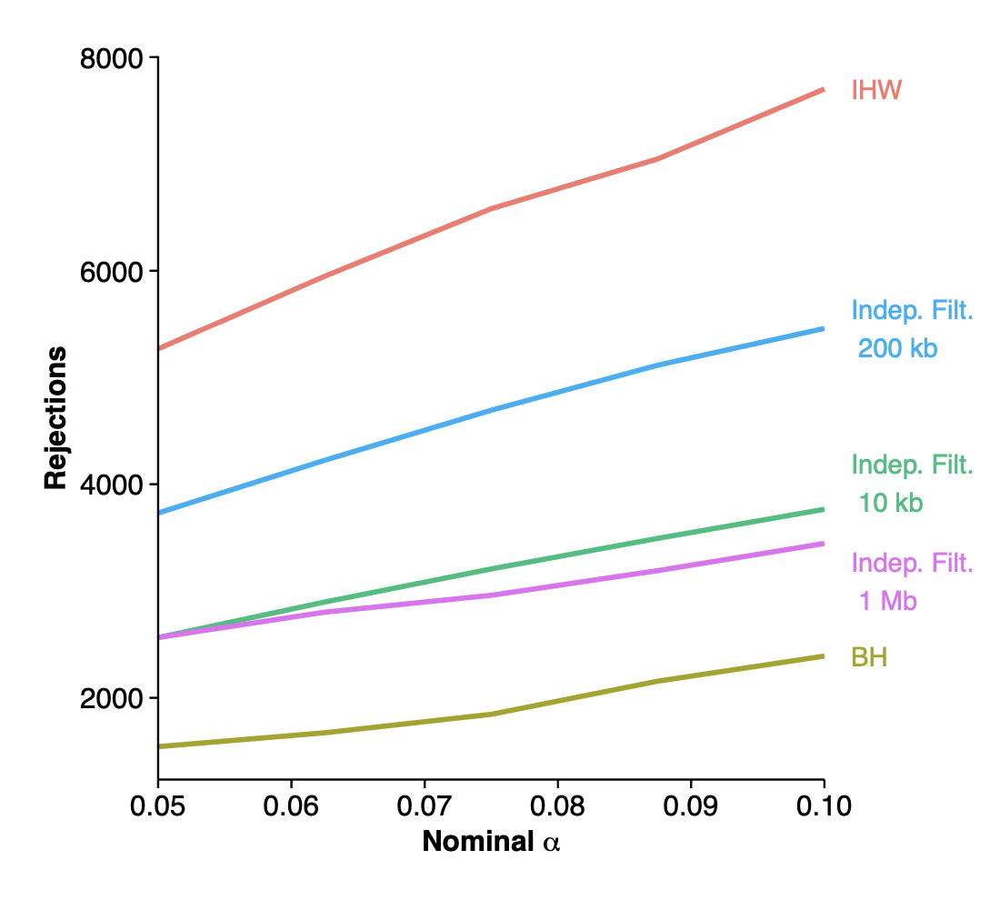 8000
6000
4000
2000
Rejections
0.05
0.06
0.07
0.08
0.09
0.10
Nominal α
IHW
Indep. Filt.
200 kb
Indep. Filt.
10 kb
Indep. Filt.
1 Mb
BH